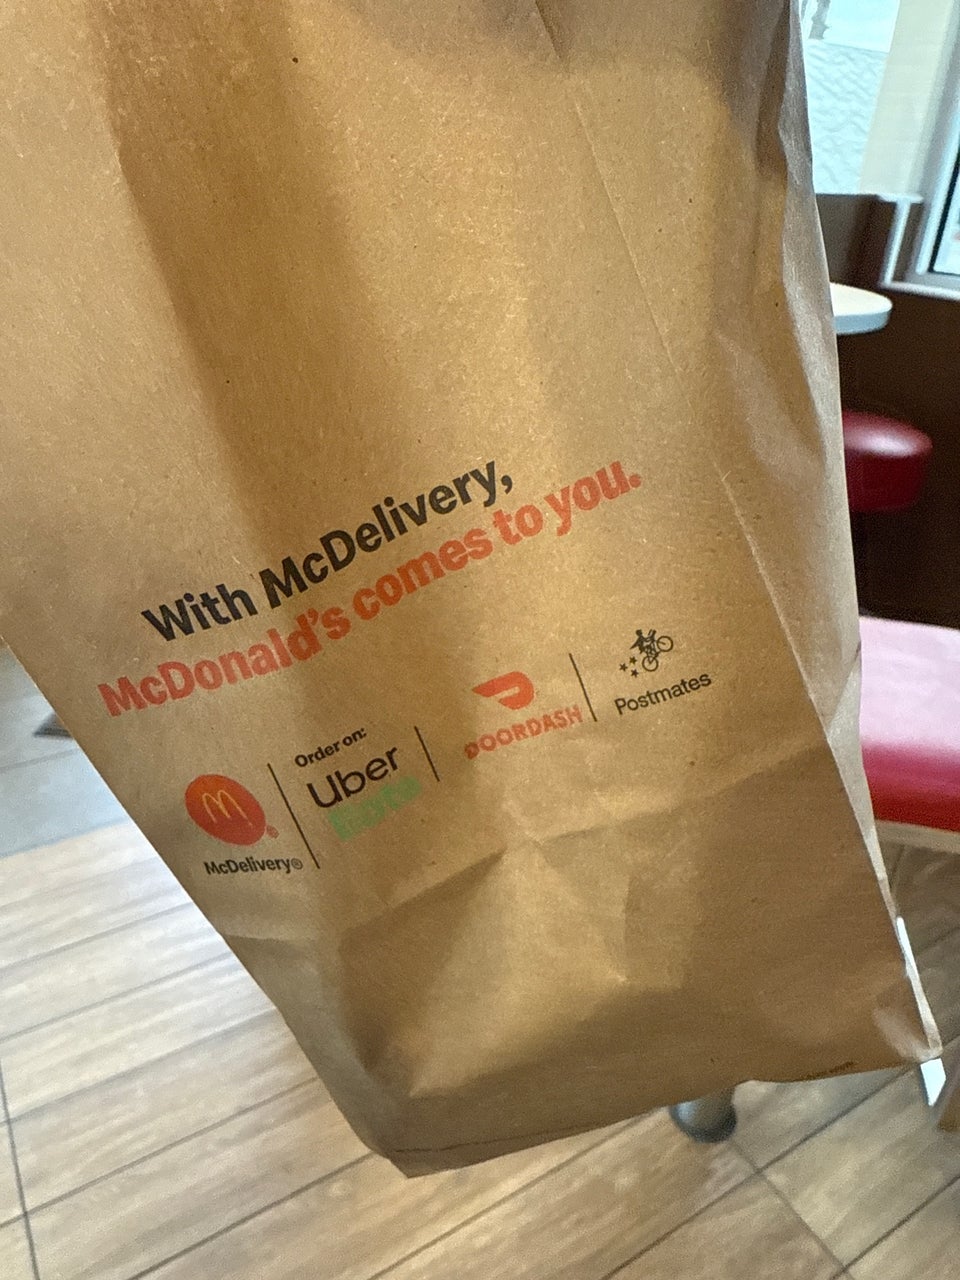 With McDelivery,
McDonald's comes to you.
Order on:
McDelivery®
Uber
DOORDASH
Postmates